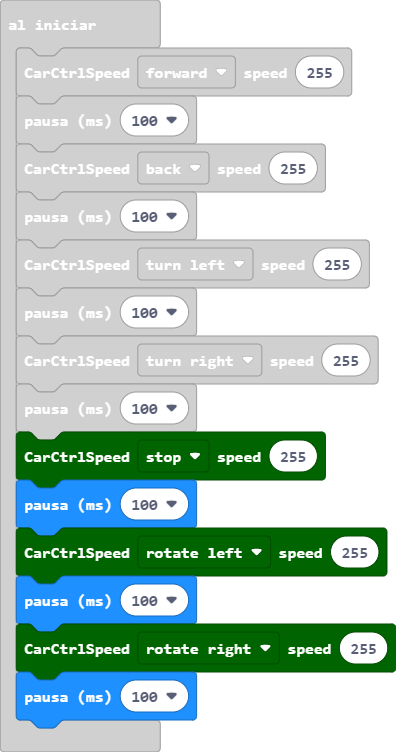 al iniciar
CarCtrlSpeed forward speed 255
pausa (ms) 100
CarCtrlSpeed back speed 255
pausa (ms) 100
CarCtrlSpeed turn left speed 255
pausa (ms) 100
CarCtrlSpeed turn right speed 255
pausa (ms) 100
CarCtrlSpeed stop speed 255
pausa (ms) 100
CarCtrlSpeed rotate left speed 255
pausa (ms) 100
CarCtrlSpeed rotate right speed 255
pausa (ms) 100